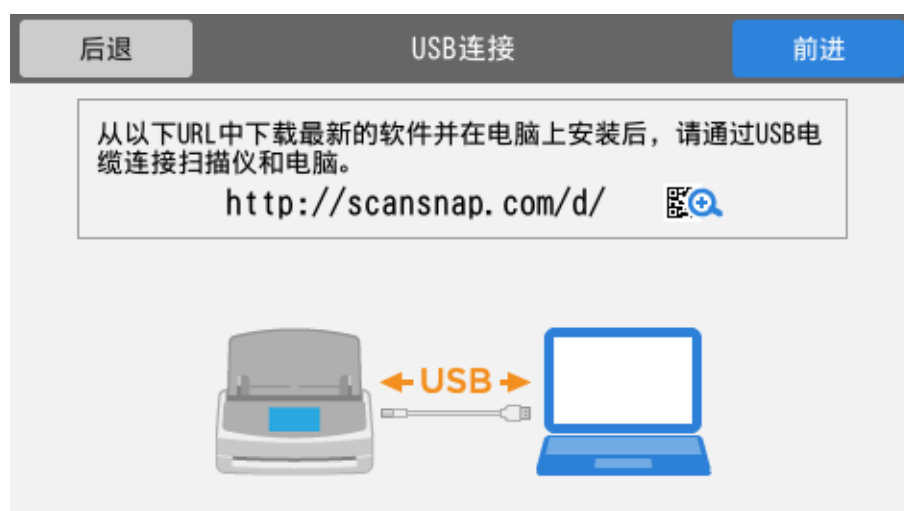 后退
USB连接
前进
从以下URL中下载最新的软件并在电脑上安装后，请通过USB电
缆连接扫描仪和电脑。
http://scansnap.com/d/
USB